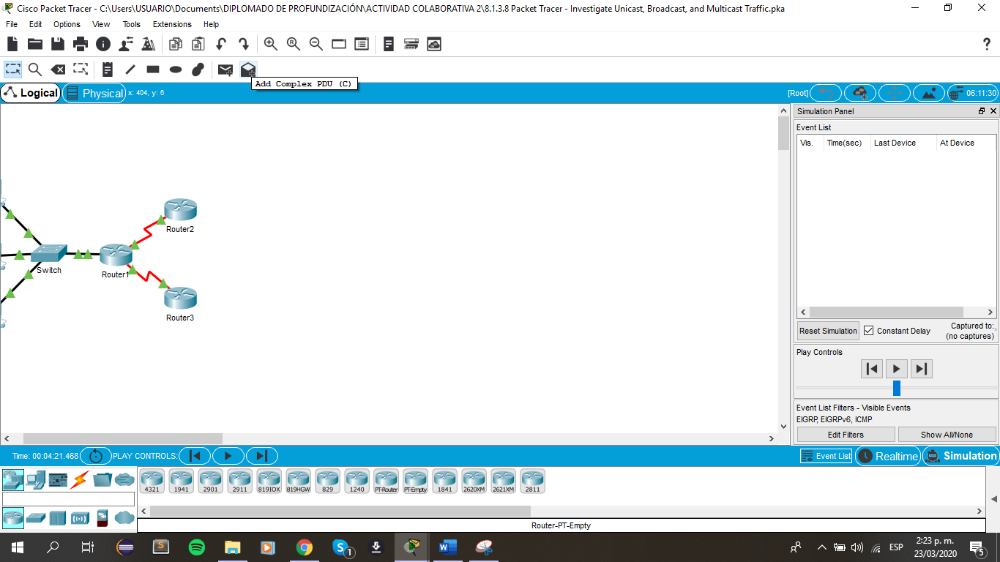 Cisco Packet Tracer - C:\Users\USUARIO\Documents\DIPLOMADO DE PROFUNDIZACIÓN\ACTIVIDAD COLABORATIVA 2\8.1.3.8 Packet Tracer - Investigate Unicast, Broadcast, and Multicast Traffic.pka
File Edit Options View Tools Extensions Help
Add Complex PDU (C)
Logical Physical x: 404, y: 6 [Root] 06:11:30
Simulation Panel
Event List
Vis. Time(sec) Last Device At Device
Router2
Switch
Router1
Router3
Reset Simulation Constant Delay Captured to:
(no captures)
Play Controls
Event List Filters - Visible Events
EIGRP, EIGRPv6, ICMP
Edit Filters Show All/None
Time: 00:04:21.468 PLAY CONTROLS: Event List Realtime Simulation
4321 1941 2901 2911 819IOX 819HGW 829 1240 PT-Router PT-Empty 1841 2620XM 2621XM 2811
Router-PT-Empty
ESP
2:23 p. m.
23/03/2020
1
5